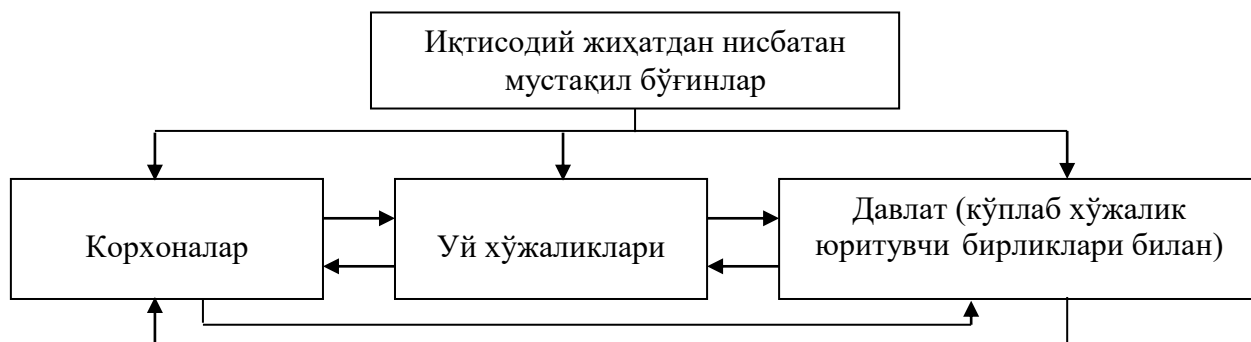 Иқтисодий жиҳатдан нисбатан
мустақил бўғинлар
Корхоналар
Уй хўжаликлари
Давлат (кўплаб хўжалик
юритувчи бирликлари билан)